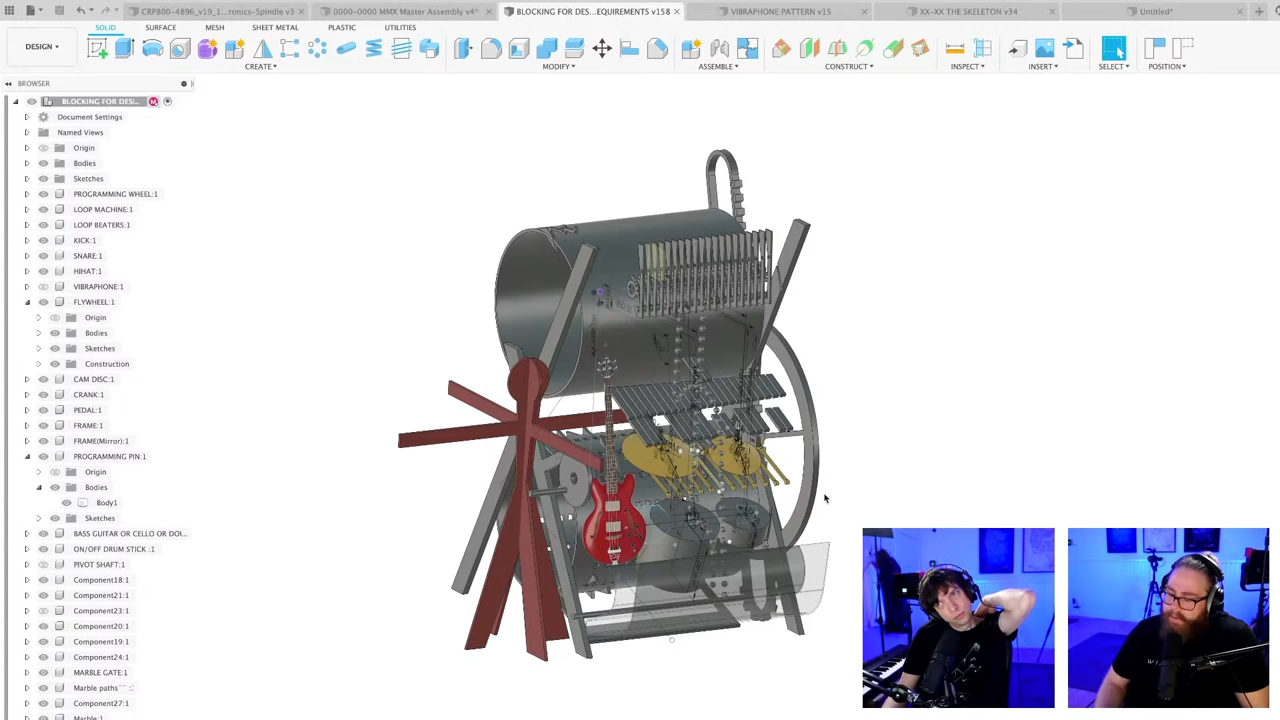 CRP800-4896_v19_1...ronics-Spindle v3
0000-0000 MMX Master Assembly v4*
BLOCKING FOR DES...EQUIREMENTS v158
VIBRAPHONE PATTERN v15
XX-XX THE SKELETON v34
Untitled*
SOLID SURFACE MESH SHEET METAL PLASTIC UTILITIES
DESIGN
CREATE MODIFY ASSEMBLE CONSTRUCT INSPECT INSERT SELECT POSITION
BROWSER
BLOCKING FOR DES... M
Document Settings
Named Views
Origin
Bodies
Sketches
PROGRAMMING WHEEL:1
LOOP MACHINE:1
LOOP BEATERS:1
KICK:1
SNARE:1
HIHAT:1
VIBRAPHONE:1
FLYWHEEL:1
Origin
Bodies
Sketches
Construction
CAM DISC:1
CRANK:1
PEDAL:1
FRAME:1
FRAME(Mirror):1
PROGRAMMING PIN:1
Origin
Bodies
Body1
Sketches
BASS GUITAR OR CELLO OR DOI...
ON/OFF DRUM STICK :1
PIVOT SHAFT:1
Component18:1
Component21:1
Component23:1
Component20:1
Component19:1
Component24:1
MARBLE GATE:1
Marble paths
Component27:1
Marble:1